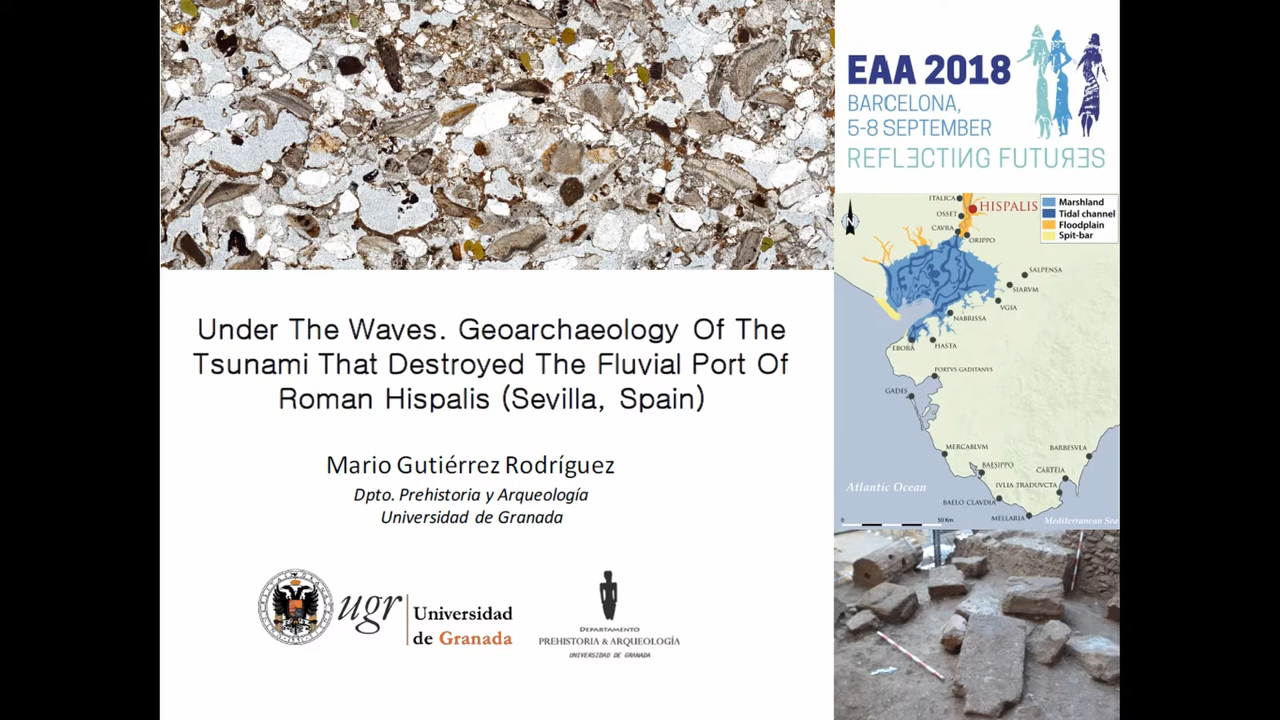 Under The Waves. Geoarchaeology Of The
Tsunami That Destroyed The Fluvial Port Of
Roman Hispalis (Sevilla, Spain)
Mario Gutiérrez Rodríguez
Dpto. Prehistoria y Arqueología
Universidad de Granada
ugr
Universidad
de Granada
DEPARTAMENTO
PREHISTORIA & ARQUEOLOGÍA
UNIVERSIDAD DE GRANADA
EAA 2018
BARCELONA,
5-8 SEPTEMBER
REFLECTING FUTURES
ITALICA
HISPALIS
OSSET
CAVRA
ORIPPO
N
Marshland
Tidal channel
Floodplain
Spit-bar
SALPENSA
SIARVM
VGIA
NABRISSA
EBORA
HASTA
PORTVS GADITANVS
GADES
MERCABLVM
BARBESVLA
BAESIPPO
CARTEIA
IVLIA TRADVCTA
Atlantic Ocean
BAELO CLAVDIA
MELLARIA
0
50 Km
Mediterranean Sea